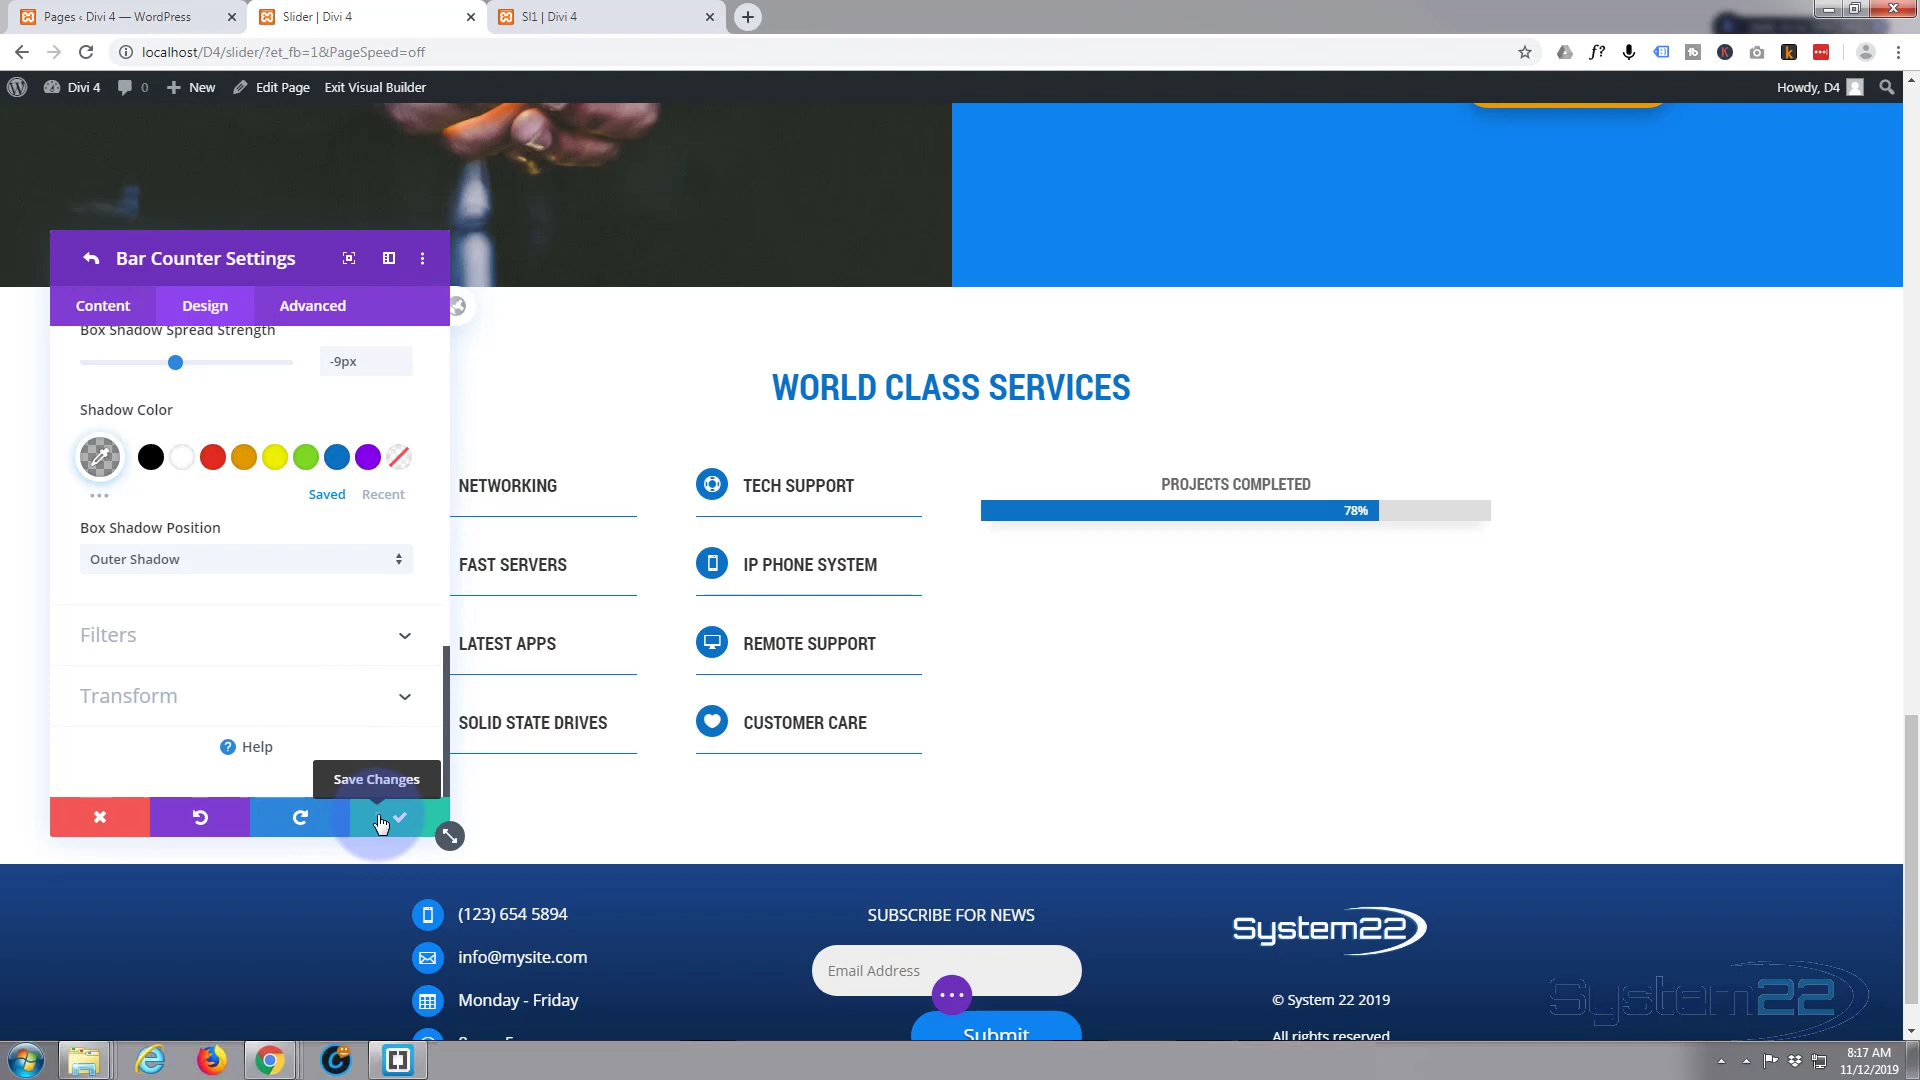 Pages ‹ Divi 4 — WordPress
Slider | Divi 4
Sl1 | Divi 4
localhost/D4/slider/?et_fb=1&PageSpeed=off
Divi 4
0
New
Edit Page
Exit Visual Builder
Howdy, D4
Bar Counter Settings
Content
Design
Advanced
Box Shadow Spread Strength
-9px
Shadow Color
Saved
Recent
Box Shadow Position
Outer Shadow
Filters
Transform
Help
Save Changes
WORLD CLASS SERVICES
NETWORKING
FAST SERVERS
LATEST APPS
SOLID STATE DRIVES
TECH SUPPORT
IP PHONE SYSTEM
REMOTE SUPPORT
CUSTOMER CARE
PROJECTS COMPLETED
78%
(123) 654 5894
info@mysite.com
Monday - Friday
SUBSCRIBE FOR NEWS
Email Address
Submit
System22
© System 22 2019
All rights reserved
System22
8:17 AM
11/12/2019